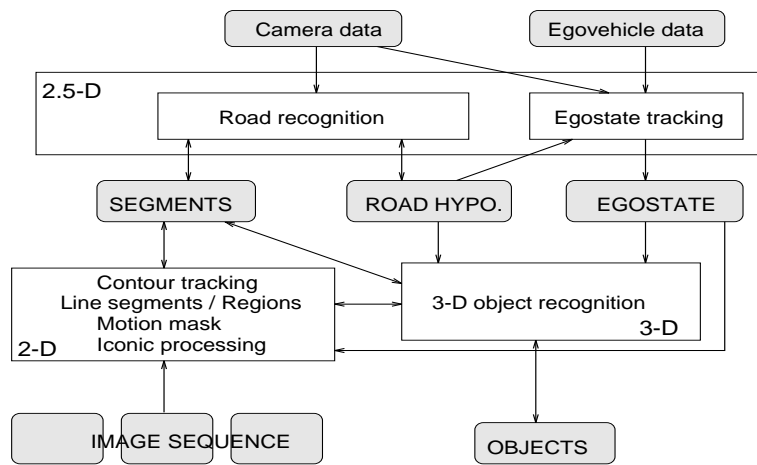 Camera data
Egovehicle data
2.5-D
Road recognition
Egostate tracking
SEGMENTS
ROAD HYPO.
EGOSTATE
Contour tracking
Line segments / Regions
Motion mask
Iconic processing
2-D
3-D object recognition
3-D
IMAGE SEQUENCE
OBJECTS